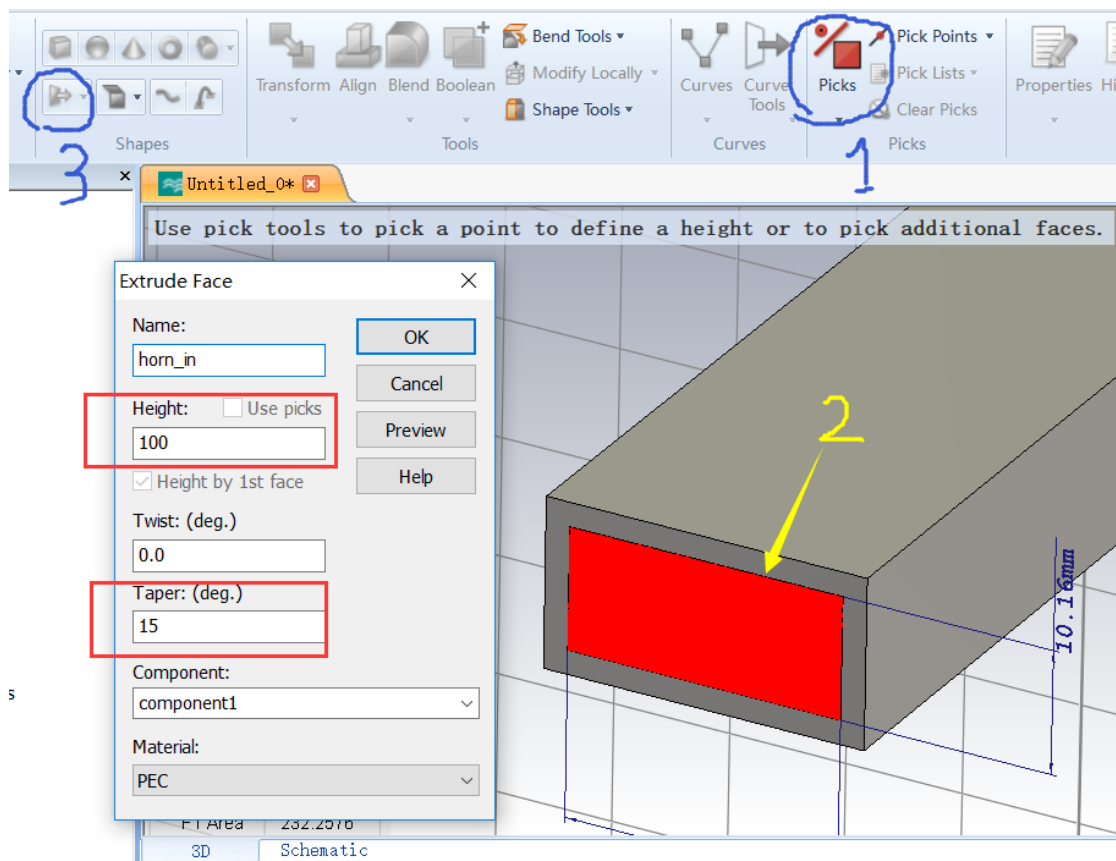 Bend Tools
Pick Points
Modify Locally
Pick Lists
Transform
Align
Blend
Boolean
Curves
Curve
Tools
Picks
Properties
Hi
Shape Tools
Clear Picks
Shapes
Tools
Curves
Picks
3
1
Untitled_0*
Use pick tools to pick a point to define a height or to pick additional faces.
Extrude Face
Name:
horn_in
OK
Cancel
Height:
Use picks
100
Preview
Height by 1st face
Help
Twist: (deg.)
0.0
Taper: (deg.)
15
Component:
component1
Material:
PEC
2
10.16mm
s
232.2576
3D
Schematic